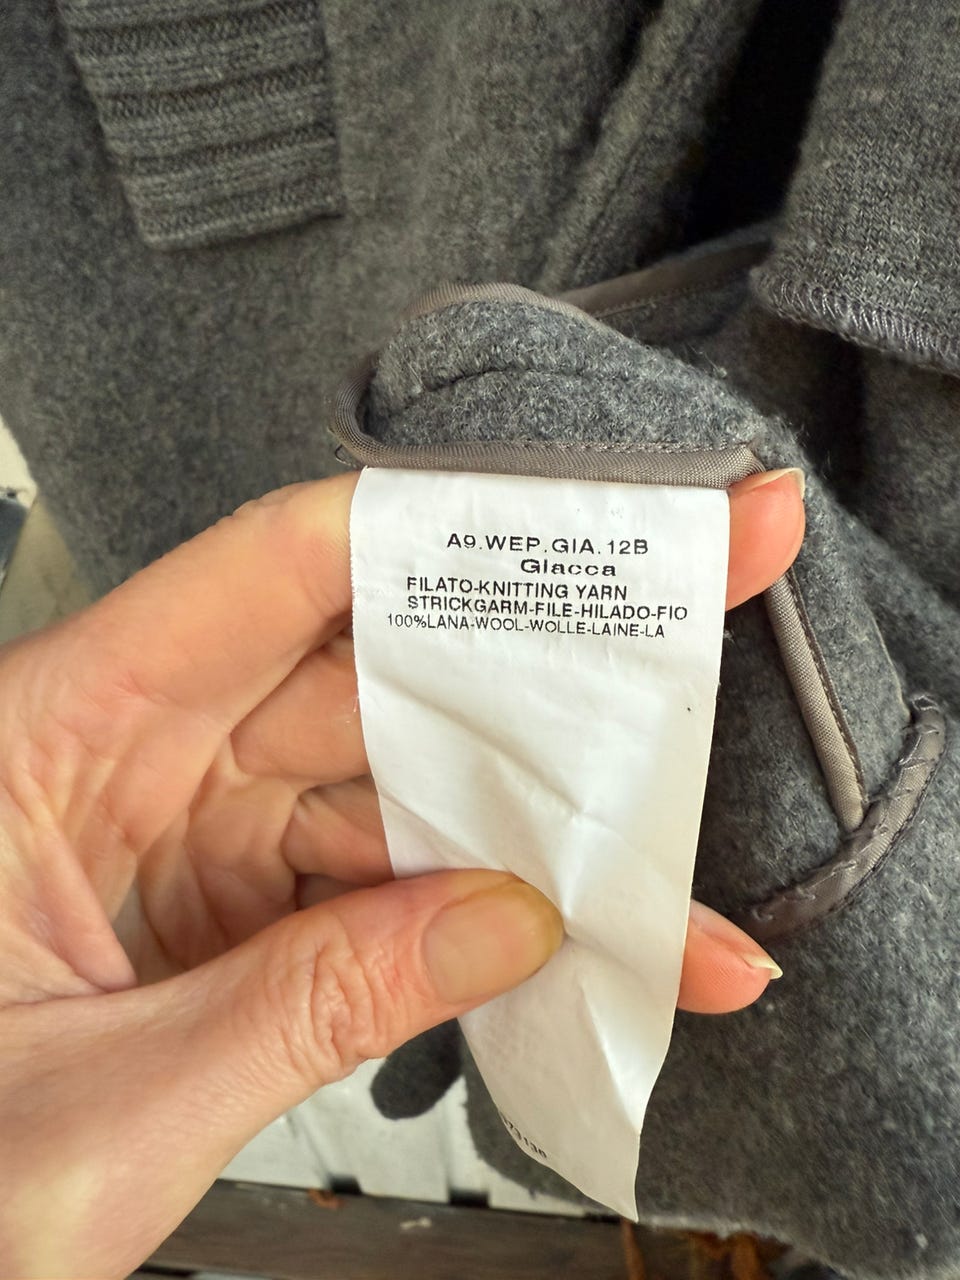 A9.WEP.GIA.12B
Giacca
FILATO-KNITTING YARN
STRICKGARM-FILE-HILADO-FIO
100%LANA-WOOL-WOLLE-LAINE-LA